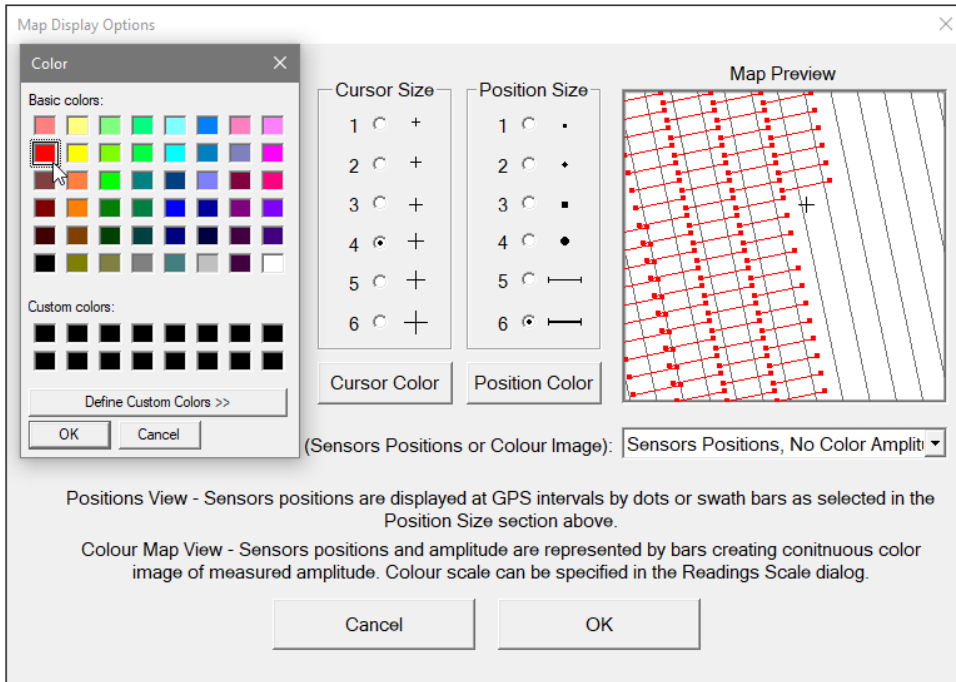 Map Display Options
Color
Basic colors:
Custom colors:
Define Custom Colors >>
OK
Cancel
Cursor Size
1
2
3
4
5
6
Cursor Color
Position Size
1
2
3
4
5
6
Position Color
Map Preview
(Sensors Positions or Colour Image):
Sensors Positions, No Color Amplit
Positions View - Sensors positions are displayed at GPS intervals by dots or swath bars as selected in the
Position Size section above.
Colour Map View - Sensors positions and amplitude are represented by bars creating conitnuous color
image of measured amplitude. Colour scale can be specified in the Readings Scale dialog.
Cancel
OK